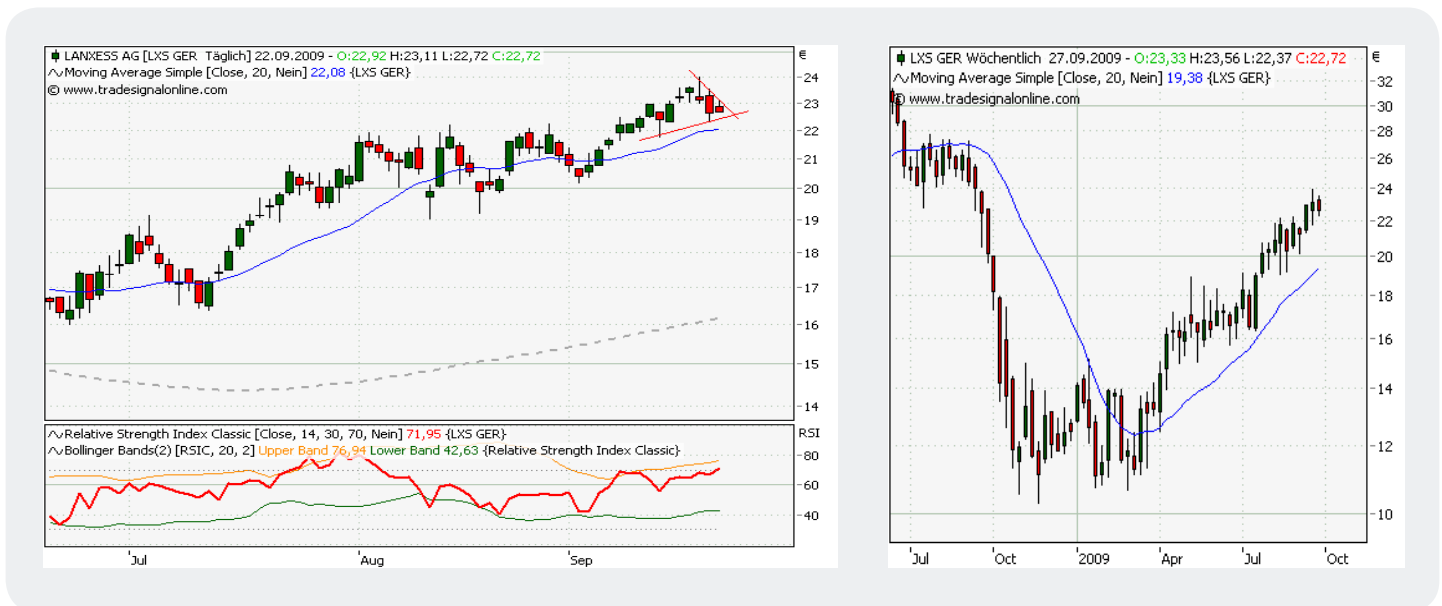 LANXESS AG [LXS GER Täglich] 22.09.2009 - O:22,92 H:23,11 L:22,72 C:22,72
Moving Average Simple [Close, 20, Nein] 22,08 {LXS GER}
© www.tradesignalonline.com
€
24
23
22
21
20
19
18
17
16
15
14
Relative Strength Index Classic [Close, 14, 30, 70, Nein] 71,95 {LXS GER}
Bollinger Bands(2) [RSIC, 20, 2] Upper Band 76,94 Lower Band 42,63 {Relative Strength Index Classic}
RSI
80
60
40
Jul Aug Sep
LXS GER Wöchentlich 27.09.2009 - O:23,33 H:23,56 L:22,37 C:22,72
Moving Average Simple [Close, 20, Nein] 19,38 {LXS GER}
© www.tradesignalonline.com
€
32
30
28
26
24
22
20
18
16
14
12
10
Jul Oct 2009 Apr Jul Oct